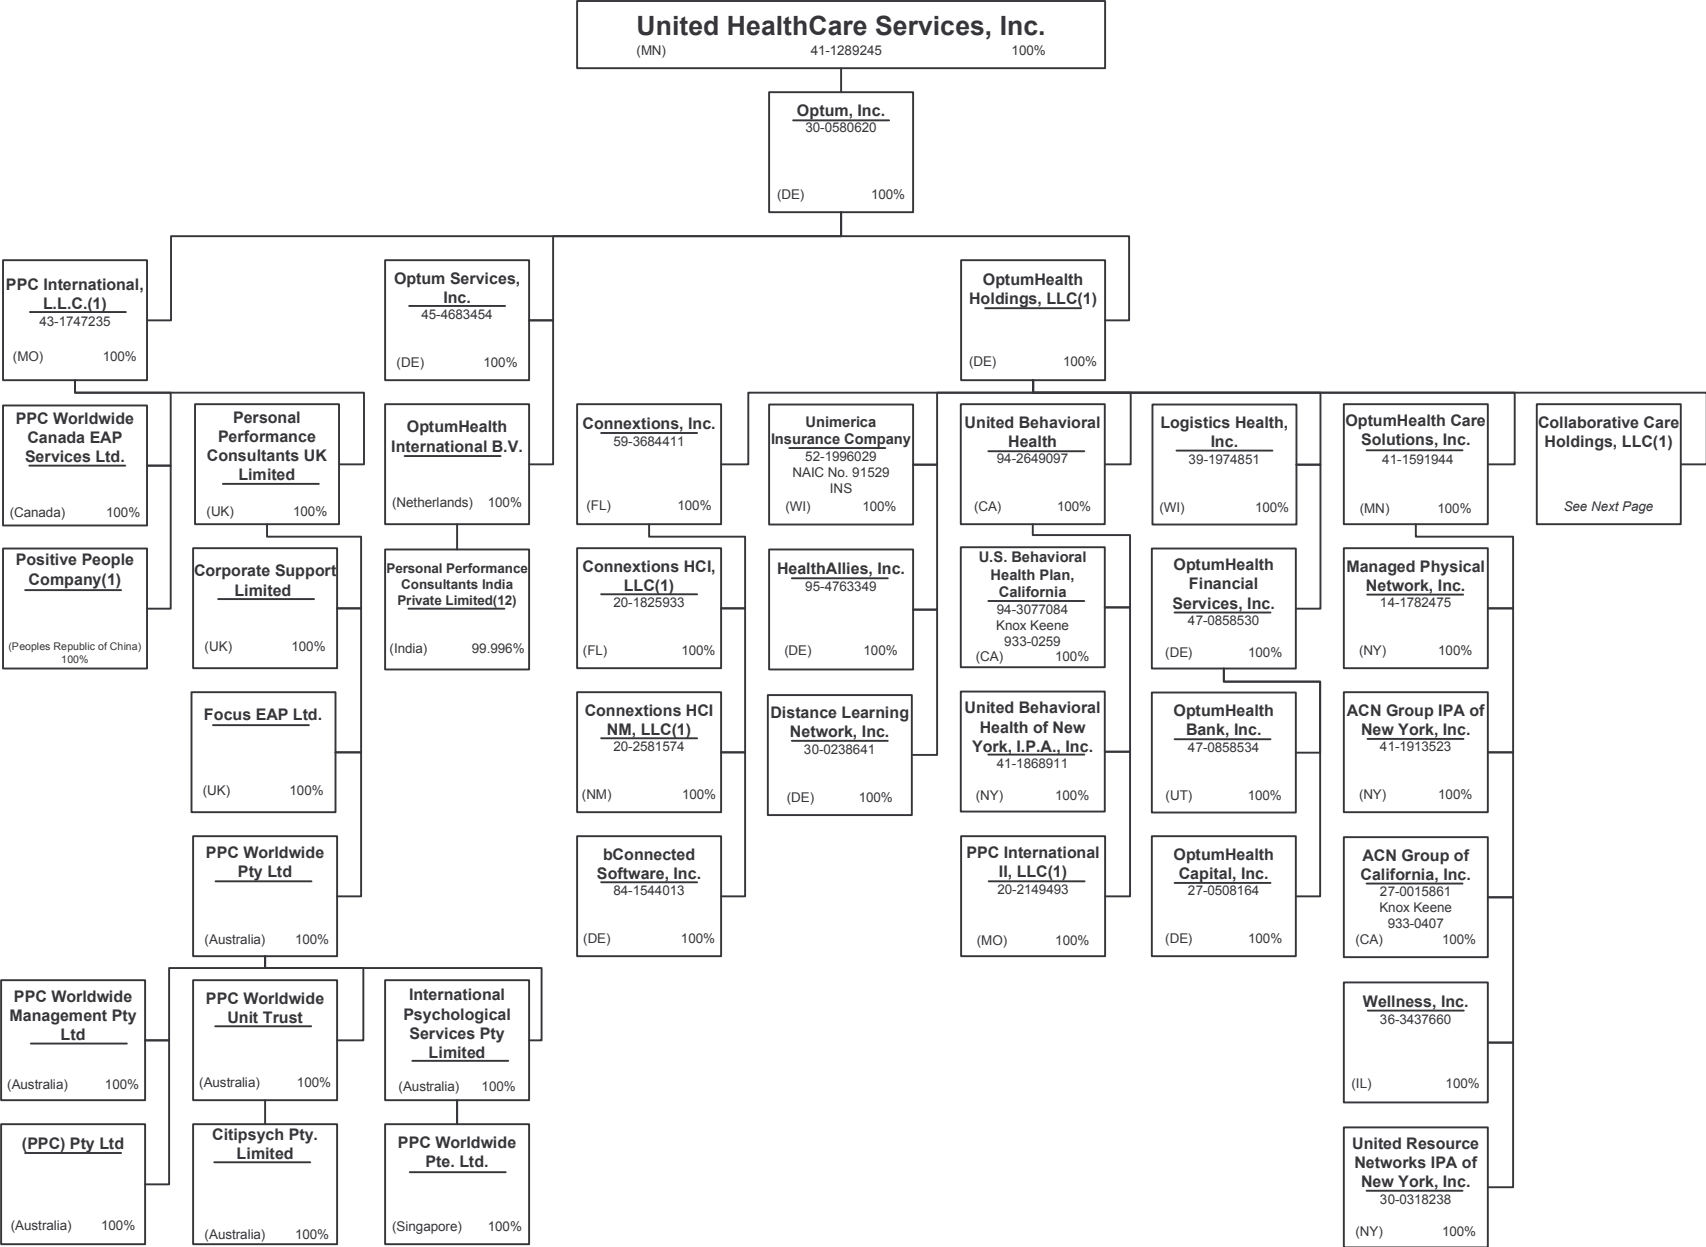 United HealthCare Services, Inc.
(MN) 41-1289245 100%
Optum, Inc.
30-0580620
(DE) 100%
PPC International,
L.L.C.(1)
43-1747235
(MO) 100%
Optum Services,
Inc.
45-4683454
(DE) 100%
OptumHealth
Holdings, LLC(1)
(DE) 100%
PPC Worldwide
Canada EAP
Services Ltd.
(Canada) 100%
Personal
Performance
Consultants UK
Limited
(UK) 100%
OptumHealth
International B.V.
(Netherlands) 100%
Connextions, Inc.
59-3684411
(FL) 100%
Unimerica
Insurance Company
52-1996029
NAIC No. 91529
INS
(WI) 100%
United Behavioral
Health
94-2649097
(CA) 100%
Logistics Health,
Inc.
39-1974851
(WI) 100%
OptumHealth Care
Solutions, Inc.
41-1591944
(MN) 100%
Collaborative Care
Holdings, LLC(1)
See Next Page
Positive People
Company(1)
(Peoples Republic of China)
100%
Corporate Support
Limited
(UK) 100%
Personal Performance
Consultants India
Private Limited(12)
(India) 99.996%
Connextions HCI,
LLC(1)
20-1825933
(FL) 100%
HealthAllies, Inc.
95-4763349
(DE) 100%
U.S. Behavioral
Health Plan,
California
94-3077084
Knox Keene
933-0259
(CA) 100%
OptumHealth
Financial
Services, Inc.
47-0858530
(DE) 100%
Managed Physical
Network, Inc.
14-1782475
(NY) 100%
Focus EAP Ltd.
(UK) 100%
Connextions HCI
NM, LLC(1)
20-2581574
(NM) 100%
Distance Learning
Network, Inc.
30-0238641
(DE) 100%
United Behavioral
Health of New
York, I.P.A., Inc.
41-1868911
(NY) 100%
OptumHealth
Bank, Inc.
47-0858534
(UT) 100%
ACN Group IPA of
New York, Inc.
41-1913523
(NY) 100%
PPC Worldwide
Pty Ltd
(Australia) 100%
bConnected
Software, Inc.
84-1544013
(DE) 100%
PPC International
II, LLC(1)
20-2149493
(MO) 100%
OptumHealth
Capital, Inc.
27-0508164
(DE) 100%
ACN Group of
California, Inc.
27-0015861
Knox Keene
933-0407
(CA) 100%
PPC Worldwide
Management Pty
Ltd
(Australia) 100%
PPC Worldwide
Unit Trust
(Australia) 100%
International
Psychological
Services Pty
Limited
(Australia) 100%
Wellness, Inc.
36-3437660
(IL) 100%
(PPC) Pty Ltd
(Australia) 100%
Citipsych Pty.
Limited
(Australia) 100%
PPC Worldwide
Pte. Ltd.
(Singapore) 100%
United Resource
Networks IPA of
New York, Inc.
30-0318238
(NY) 100%